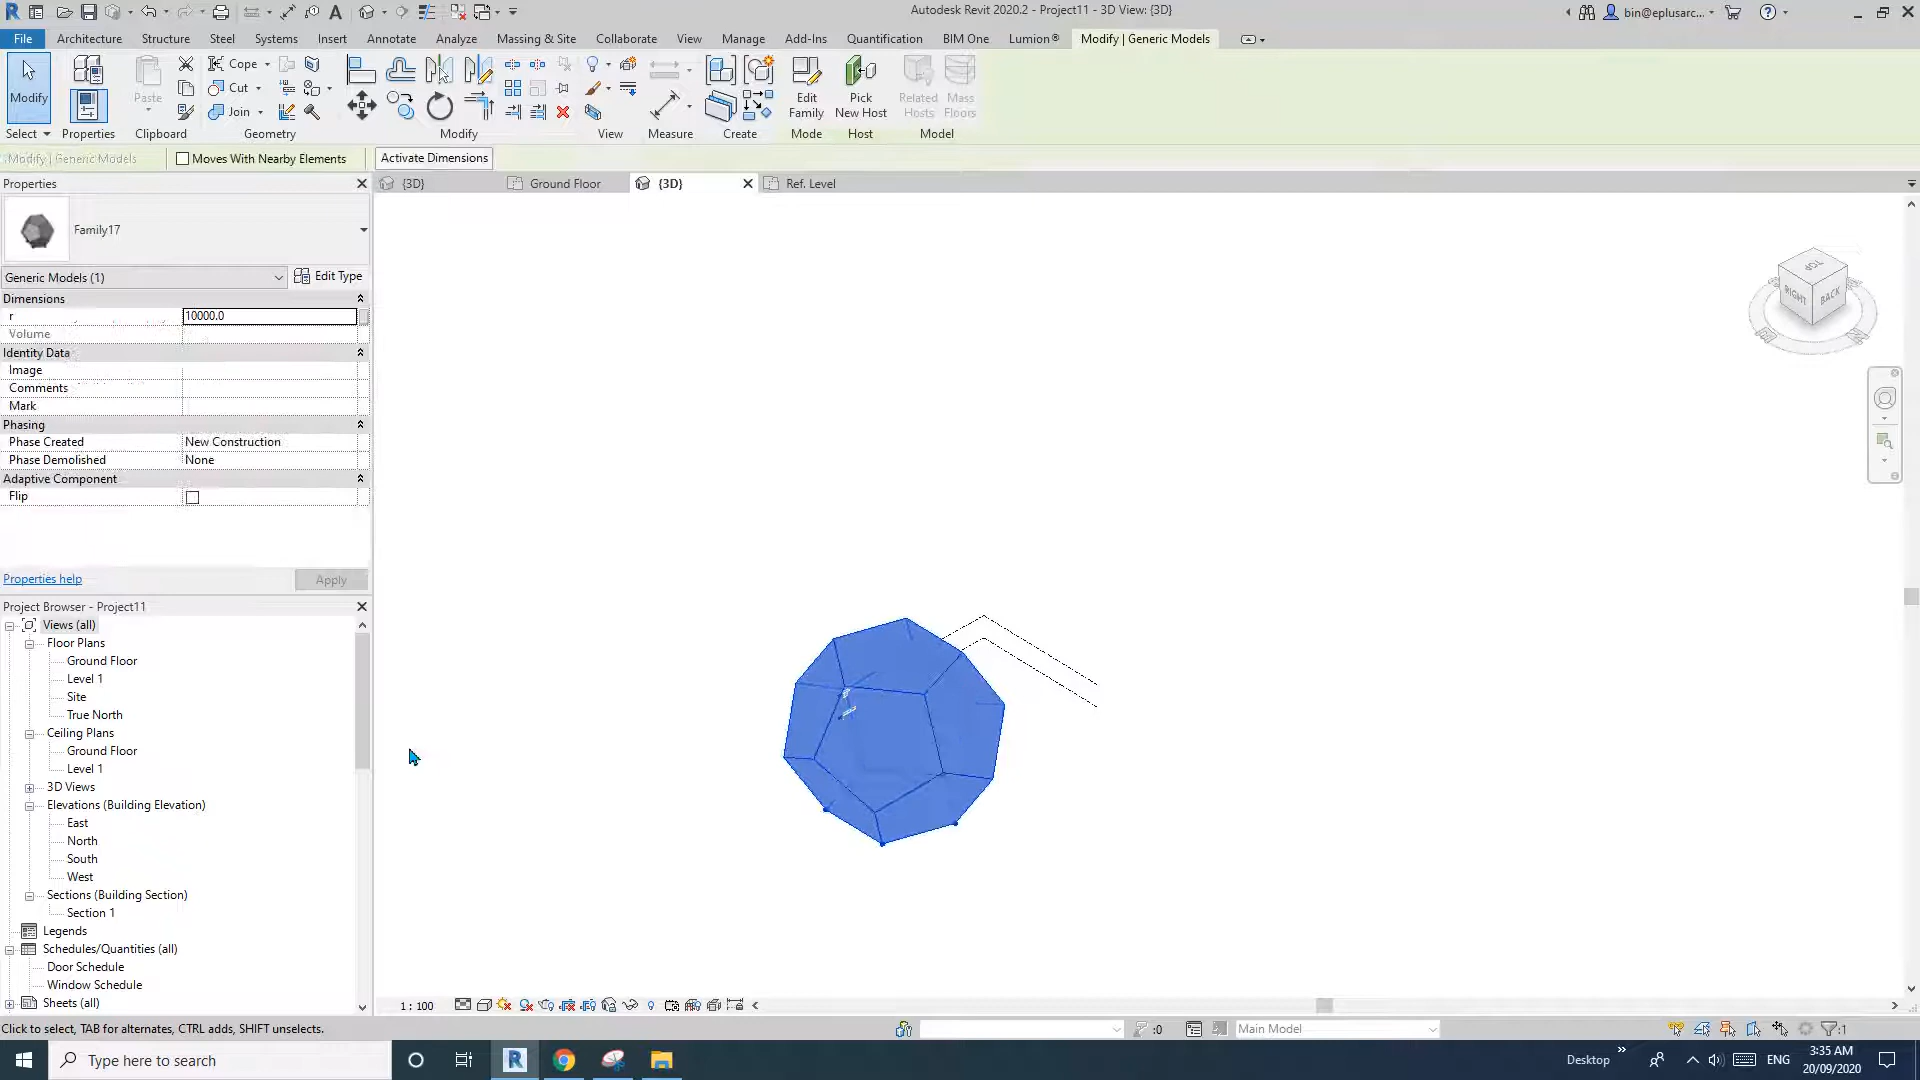 Autodesk Revit 2020.2 - Project11 - 3D View: {3D}
bin@eplusarc...
File Architecture Structure Steel Systems Insert Annotate Analyze Massing & Site Collaborate View Manage Add-Ins Quantification BIM One Lumion® Modify | Generic Models
Modify
Paste
Cope
Cut
Join
Edit Family
Pick New Host
Related Hosts
Mass Floors
Select Properties Clipboard Geometry Modify View Measure Create Mode Host Model
Modify | Generic Models Moves With Nearby Elements Activate Dimensions
Properties
{3D} Ground Floor {3D} Ref. Level
Family17
Generic Models (1) Edit Type
Dimensions
r 10000.0
Volume
Identity Data
Image
Comments
Mark
Phasing
Phase Created New Construction
Phase Demolished None
Adaptive Component
Flip
Properties help Apply
Project Browser - Project11
Views (all)
Floor Plans
Ground Floor
Level 1
Site
True North
Ceiling Plans
Ground Floor
Level 1
3D Views
Elevations (Building Elevation)
East
North
South
West
Sections (Building Section)
Section 1
Legends
Schedules/Quantities (all)
Door Schedule
Window Schedule
Sheets (all)
TOP
RIGHT
BACK
1 : 100
Click to select, TAB for alternates, CTRL adds, SHIFT unselects.
:0
Main Model
:1
Type here to search
Desktop
ENG
3:35 AM
20/09/2020